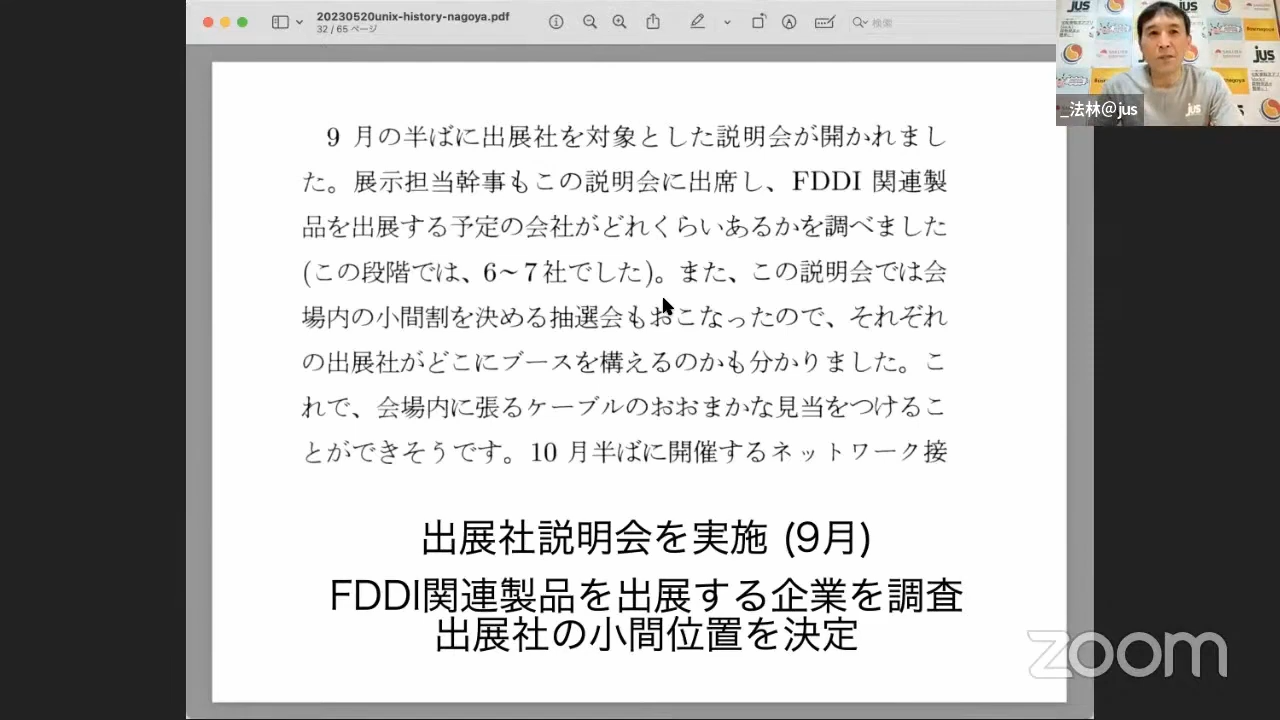 20230520unix-history-nagoya.pdf
32 / 65 ページ
検索
jus
jus
_法林@jus
jus
9 月の半ばに出展社を対象とした説明会が開かれまし
た。展示担当幹事もこの説明会に出席し、FDDI 関連製
品を出展する予定の会社がどれくらいあるかを調べました
(この段階では、6〜7 社でした)。また、この説明会では会
場内の小間割を決める抽選会もおこなったので、それぞれ
の出展社がどこにブースを構えるのかも分かりました。こ
れで、会場内に張るケーブルのおおまかな見当をつけるこ
とができそうです。10 月半ばに開催するネットワーク接
出展社説明会を実施 (9月)
FDDI関連製品を出展する企業を調査
出展社の小間位置を決定
zoom